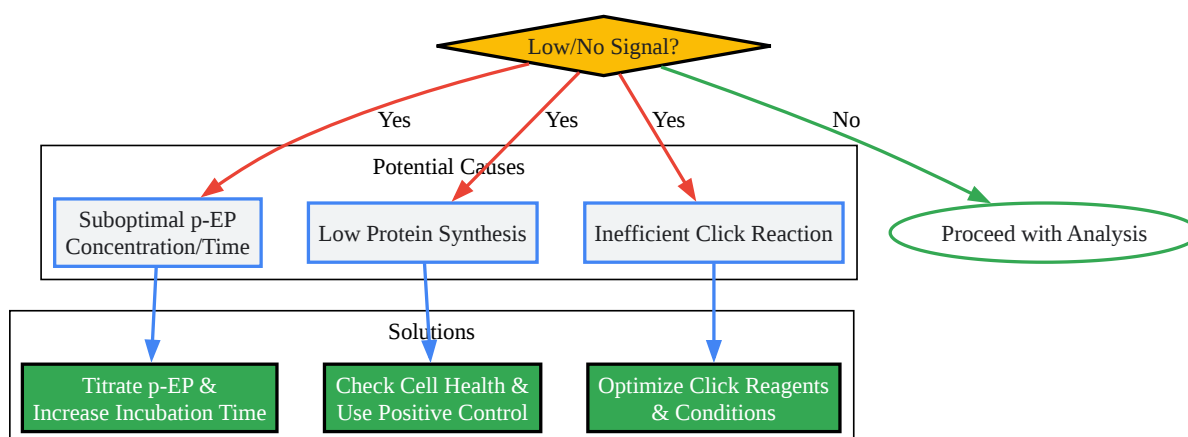 Low/No Signal?
Yes
Yes
Yes
No
Potential Causes
Suboptimal p-EP
Concentration/Time
Low Protein Synthesis
Inefficient Click Reaction
Proceed with Analysis
Solutions
Titrate p-EP &
Increase Incubation Time
Check Cell Health &
Use Positive Control
Optimize Click Reagents
& Conditions